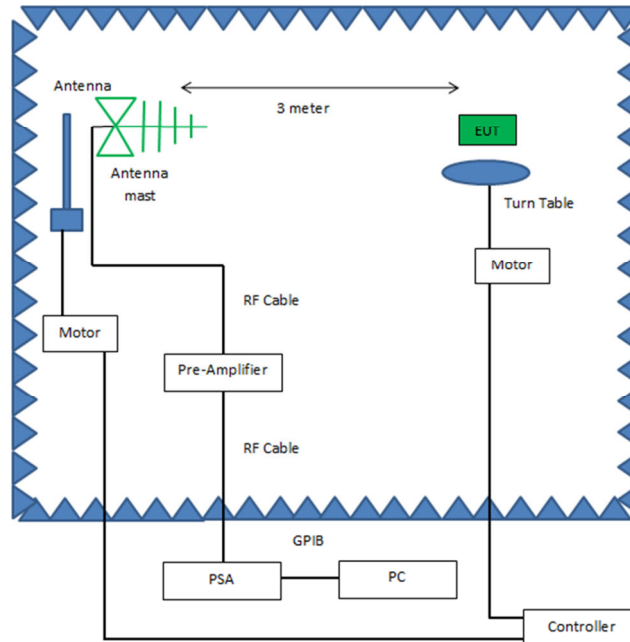 Antenna
3 meter
EUT
Antenna
mast
Turn Table
Motor
RF Cable
Motor
Pre-Amplifier
RF Cable
GPIB
PSA
PC
Controller